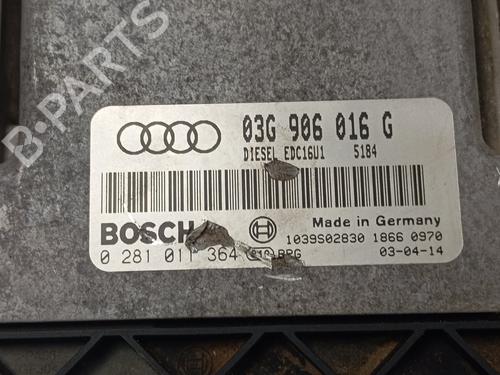 03G 906 016 G
DIESEL EDC16U1 5184
BOSCH
Made in Germany
0 281 011 364
1039S02830 1866 0970
03-04-14
B-PARTS